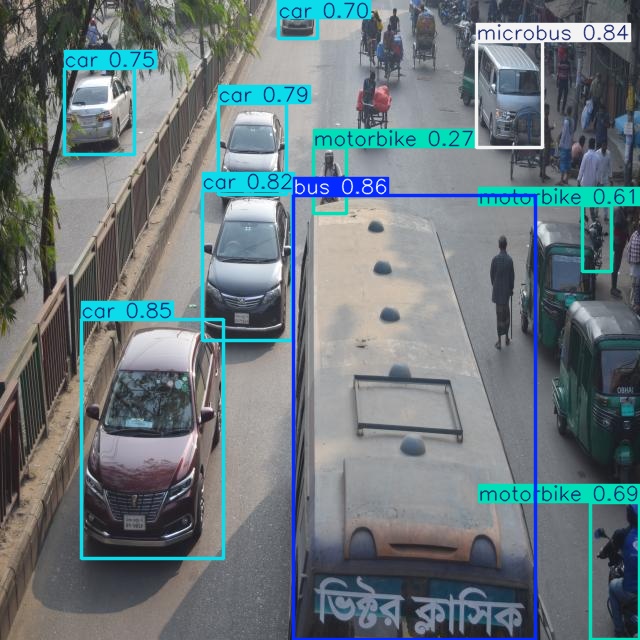 car 0.70
microbus 0.84
car 0.75
car 0.79
motorbike 0.27
car 0.82
bus 0.86
motorbike 0.61
car 0.85
motorbike 0.69
ভিক্টর ক্লাসিক